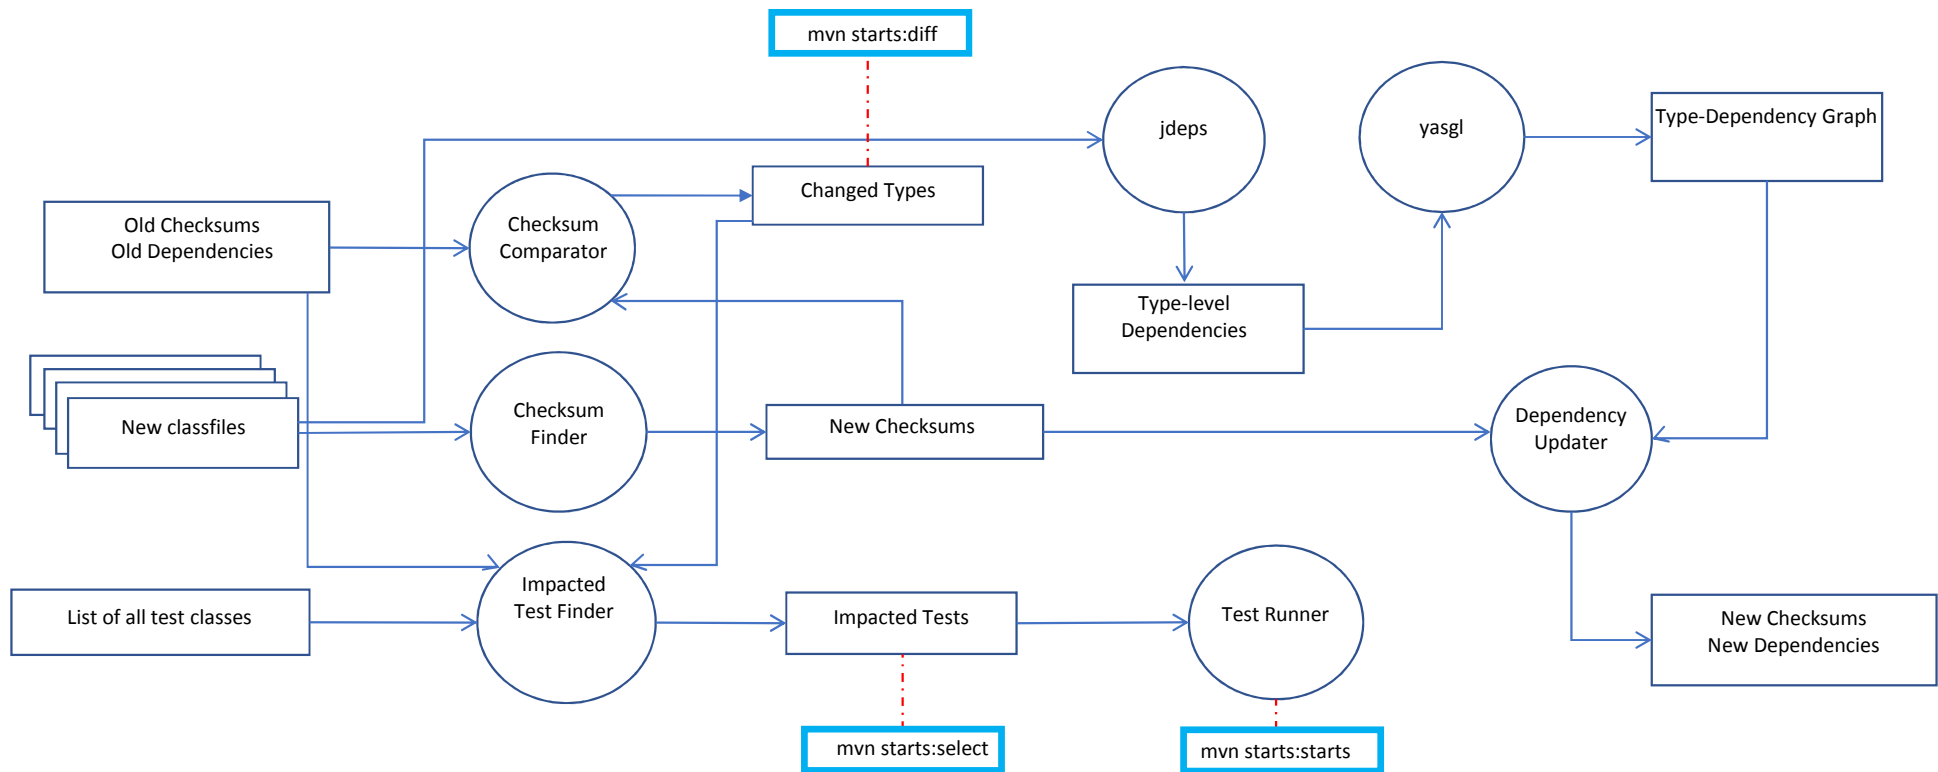 mvn starts:diff
jdeps
yasgl
Type-Dependency Graph
Changed Types
Old Checksums
Old Dependencies
Checksum
Comparator
Type-level
Dependencies
New classfiles
Checksum
Finder
New Checksums
Dependency
Updater
List of all test classes
Impacted
Test Finder
Impacted Tests
Test Runner
New Checksums
New Dependencies
mvn starts:select
mvn starts:starts